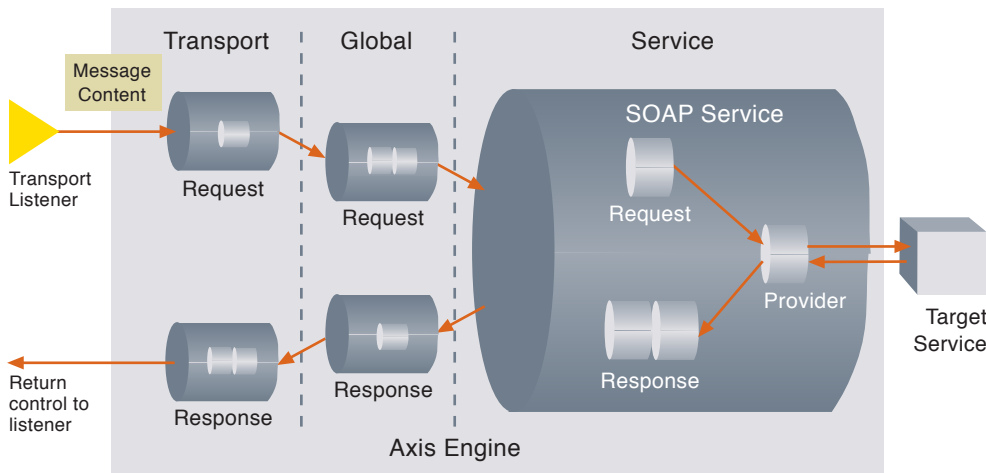 Transport
Global
Service
Message
Content
SOAP Service
Transport
Listener
Request
Request
Request
Provider
Target
Service
Response
Response
Response
Return
control to
listener
Axis Engine